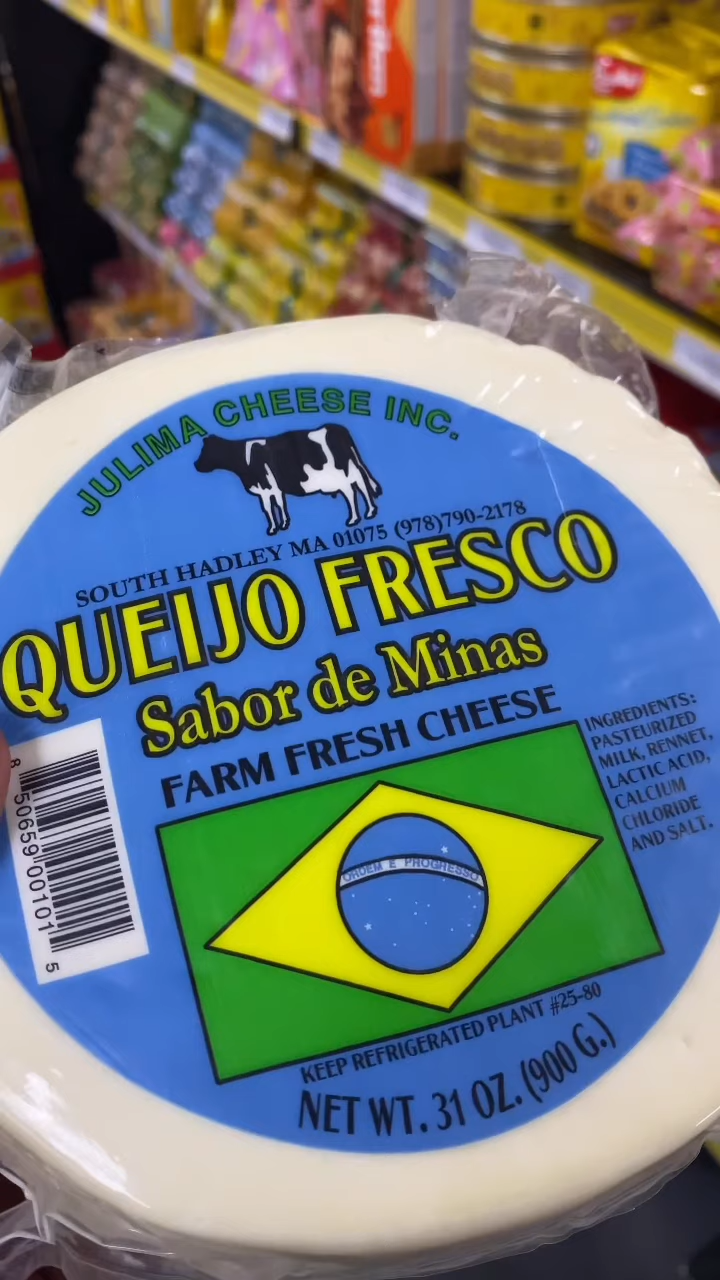 JULIMA CHEESE INC.
SOUTH HADLEY MA 01075 (978)790-2178
QUEIJO FRESCO
Sabor de Minas
FARM FRESH CHEESE
INGREDIENTS:
PASTEURIZED
MILK, RENNET,
LACTIC ACID,
CALCIUM
CHLORIDE
AND SALT.
8 50659 00101 5
ORDEM E PROGRESSO
KEEP REFRIGERATED PLANT #25-80
NET WT. 31 OZ. (900 G.)